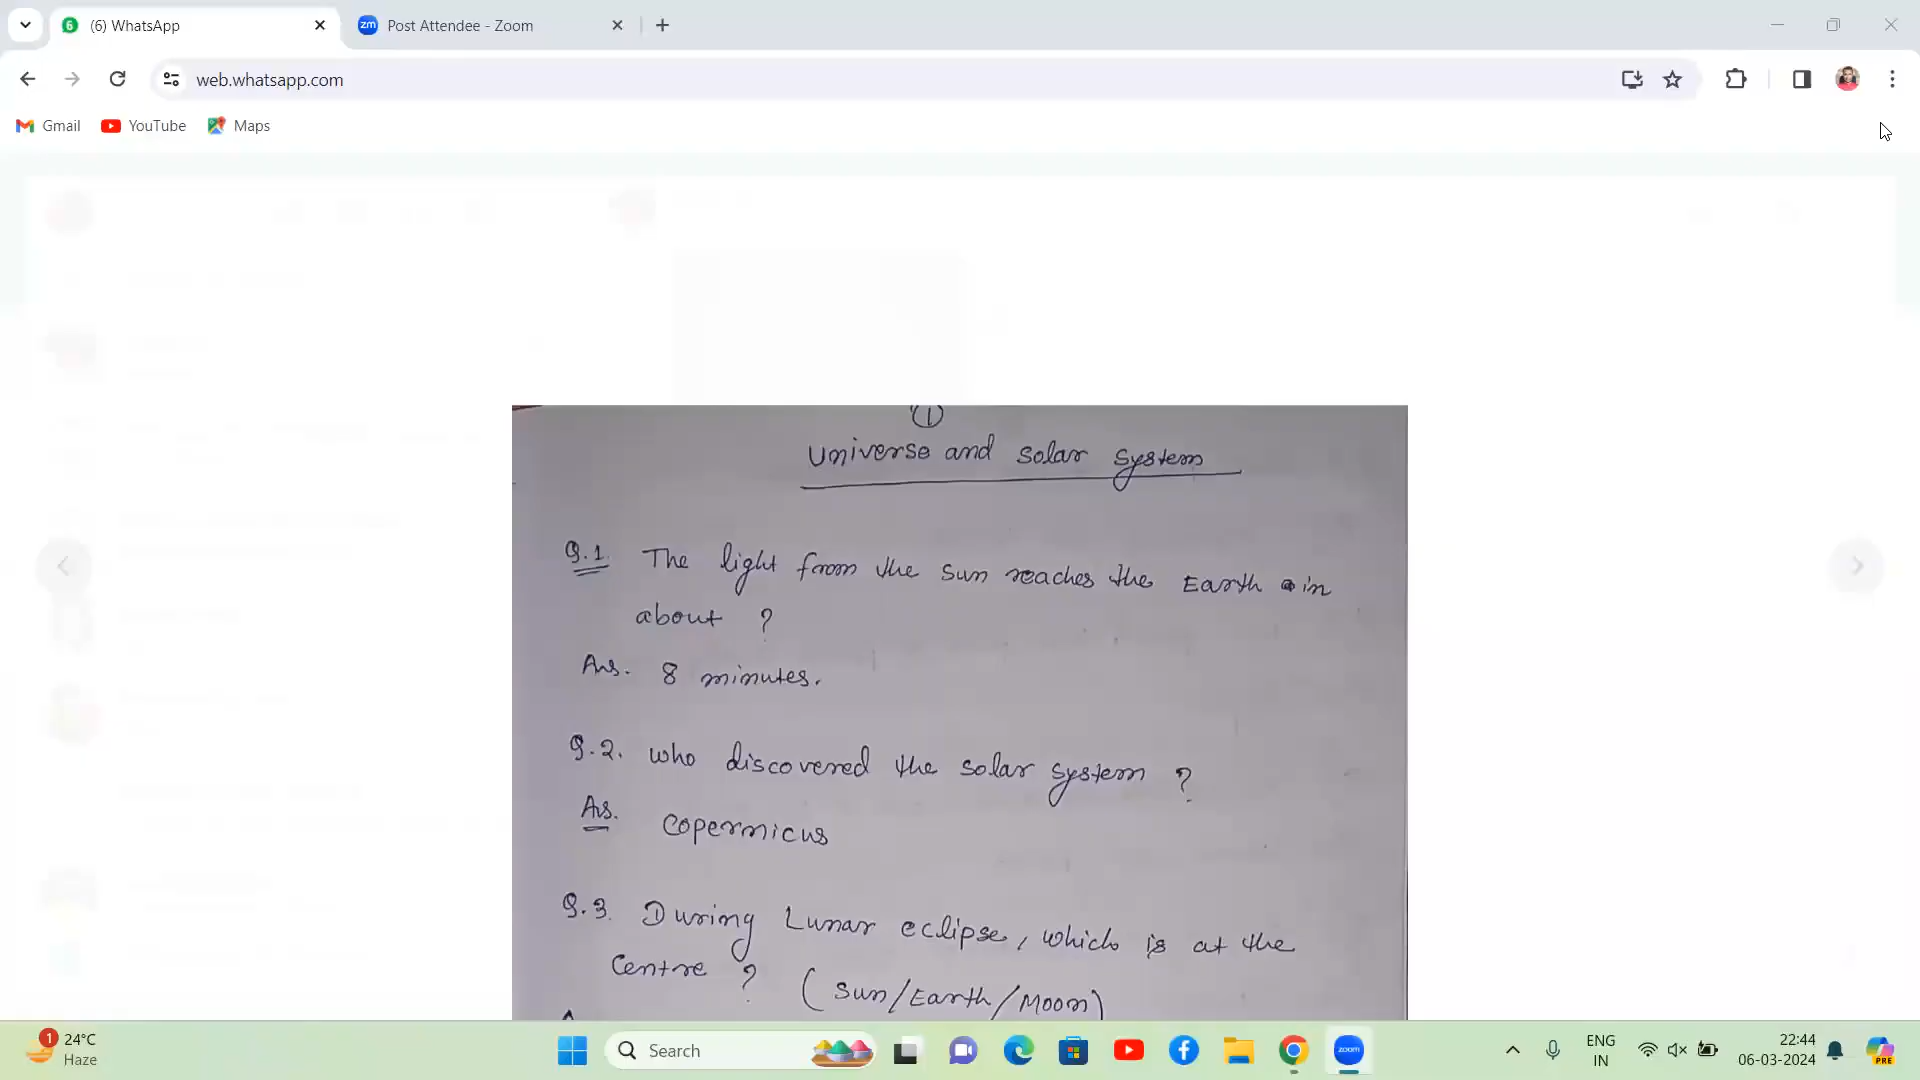 (6) WhatsApp
Post Attendee - Zoom
web.whatsapp.com
Gmail
YouTube
Maps
1
Universe and Solar System
Q.1. The light from the Sun reaches the Earth in
about ?
Ans. 8 minutes.
Q.2. Who discovered the solar system ?
Ans. Copernicus
Q.3. During Lunar eclipse, which is at the
Centre ? (Sun/Earth/Moon)
1
24°C
Haze
Search
zoom
ENG
IN
22:44
06-03-2024
PRE